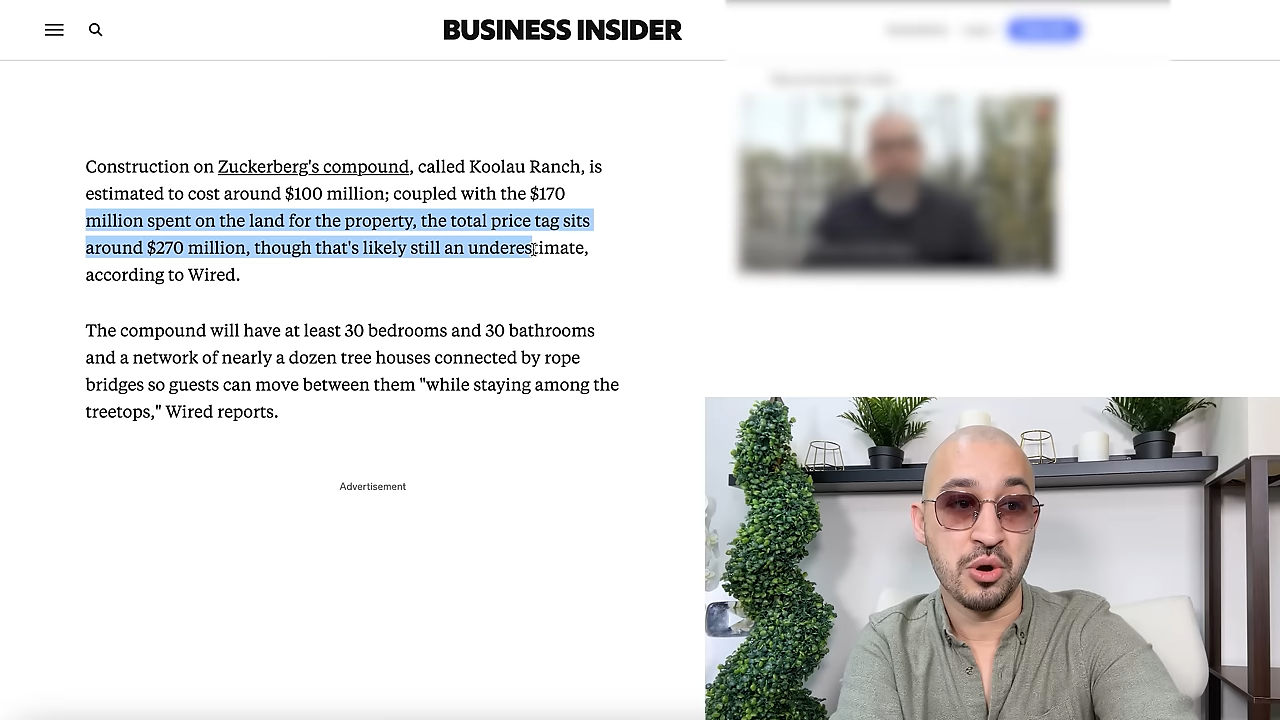 BUSINESS INSIDER
Construction on Zuckerberg's compound, called Koolau Ranch, is
estimated to cost around $100 million; coupled with the $170
million spent on the land for the property, the total price tag sits
around $270 million, though that's likely still an underestimate,
according to Wired.
The compound will have at least 30 bedrooms and 30 bathrooms
and a network of nearly a dozen tree houses connected by rope
bridges so guests can move between them "while staying among the
treetops," Wired reports.
Advertisement